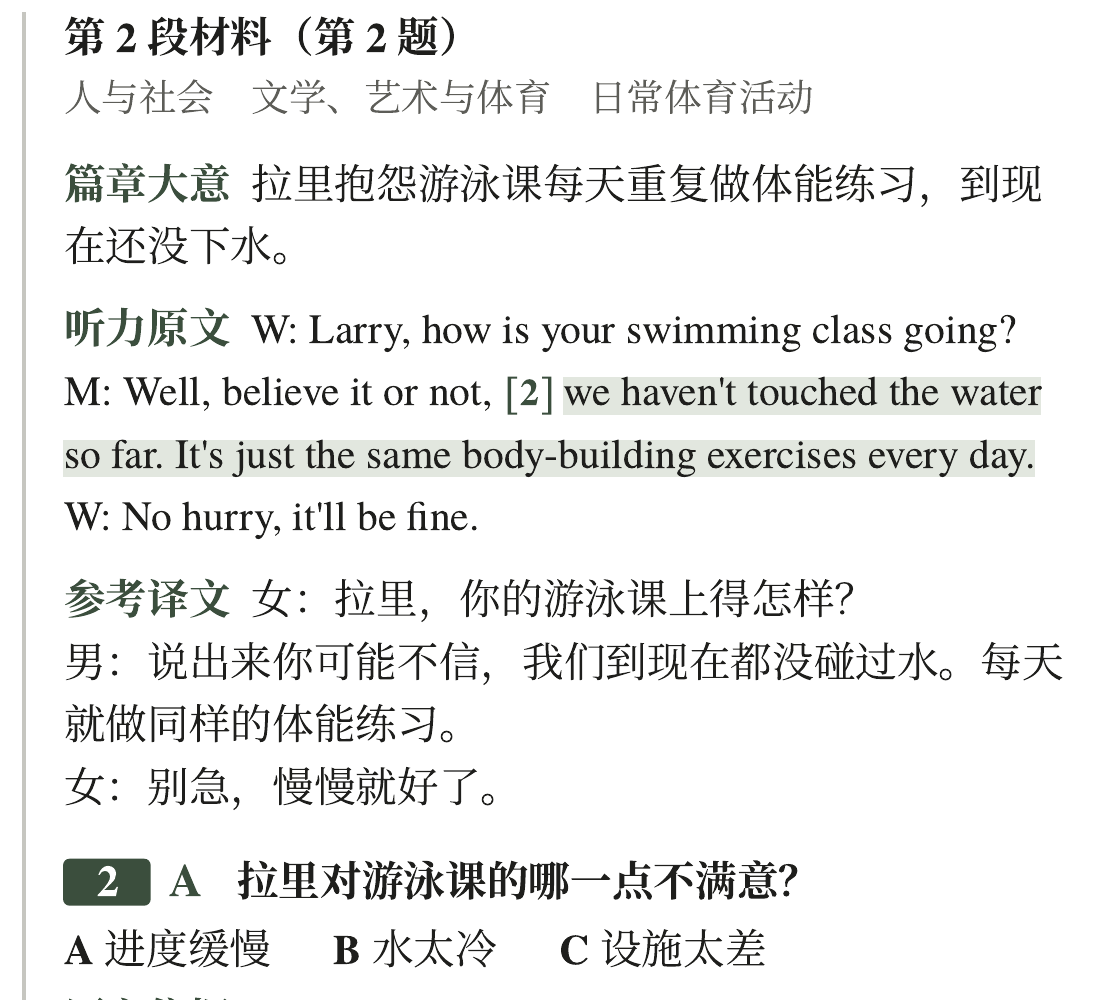 第 2 段材料（第 2 题）
人与社会 文学、艺术与体育 日常体育活动
篇章大意 拉里抱怨游泳课每天重复做体能练习，到现
在还没下水。
听力原文 W: Larry, how is your swimming class going?
M: Well, believe it or not, [2] we haven't touched the water
so far. It's just the same body-building exercises every day.
W: No hurry, it'll be fine.
参考译文 女：拉里，你的游泳课上得怎样？
男：说出来你可能不信，我们到现在都没碰过水。每天
就做同样的体能练习。
女：别急，慢慢就好了。
2 A 拉里对游泳课的哪一点不满意？
A 进度缓慢 B 水太冷 C 设施太差